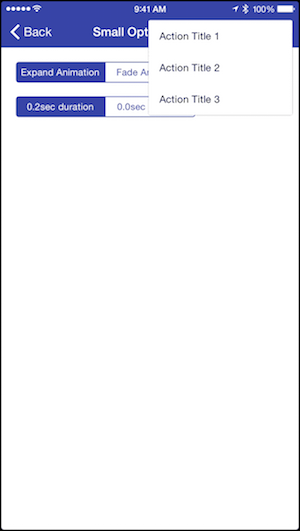 9:41 AM 100%
Back Small Opt
Action Title 1
Expand Animation Fade
Action Title 2
0.2sec duration 0.0sec
Action Title 3